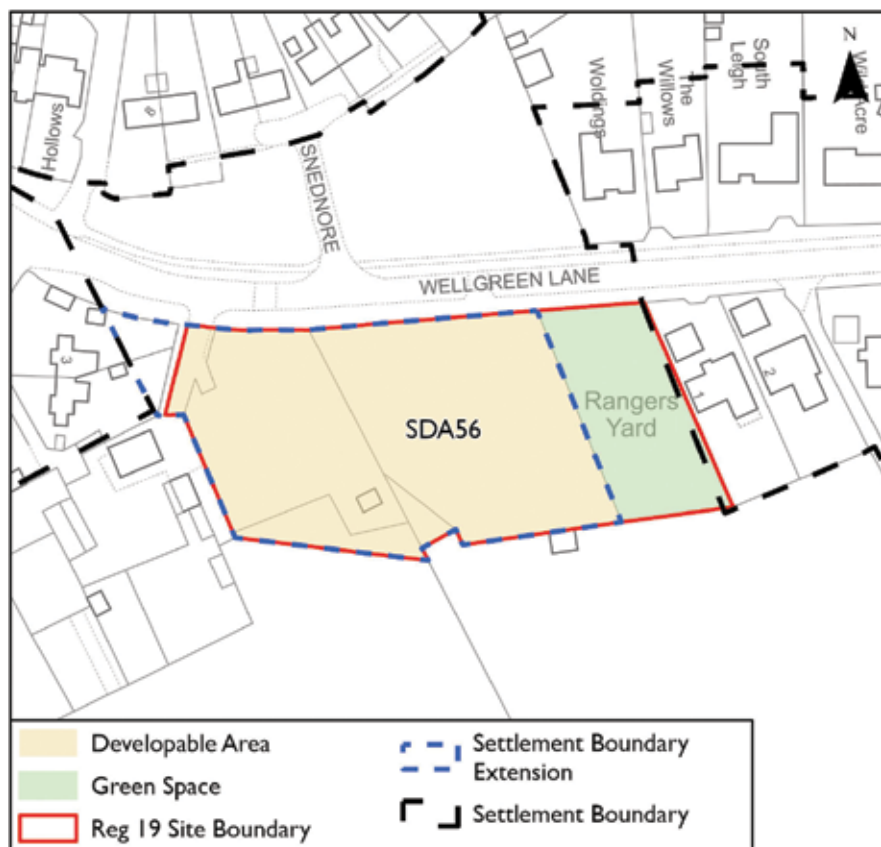 N
Hollows
8
SNEDNORE
Woldings
The
Willows
South
Leigh
WELLGREEN LANE
3
SDA56
Rangers
Yard
1
2
Developable Area
Green Space
Reg 19 Site Boundary
Settlement Boundary
Extension
Settlement Boundary